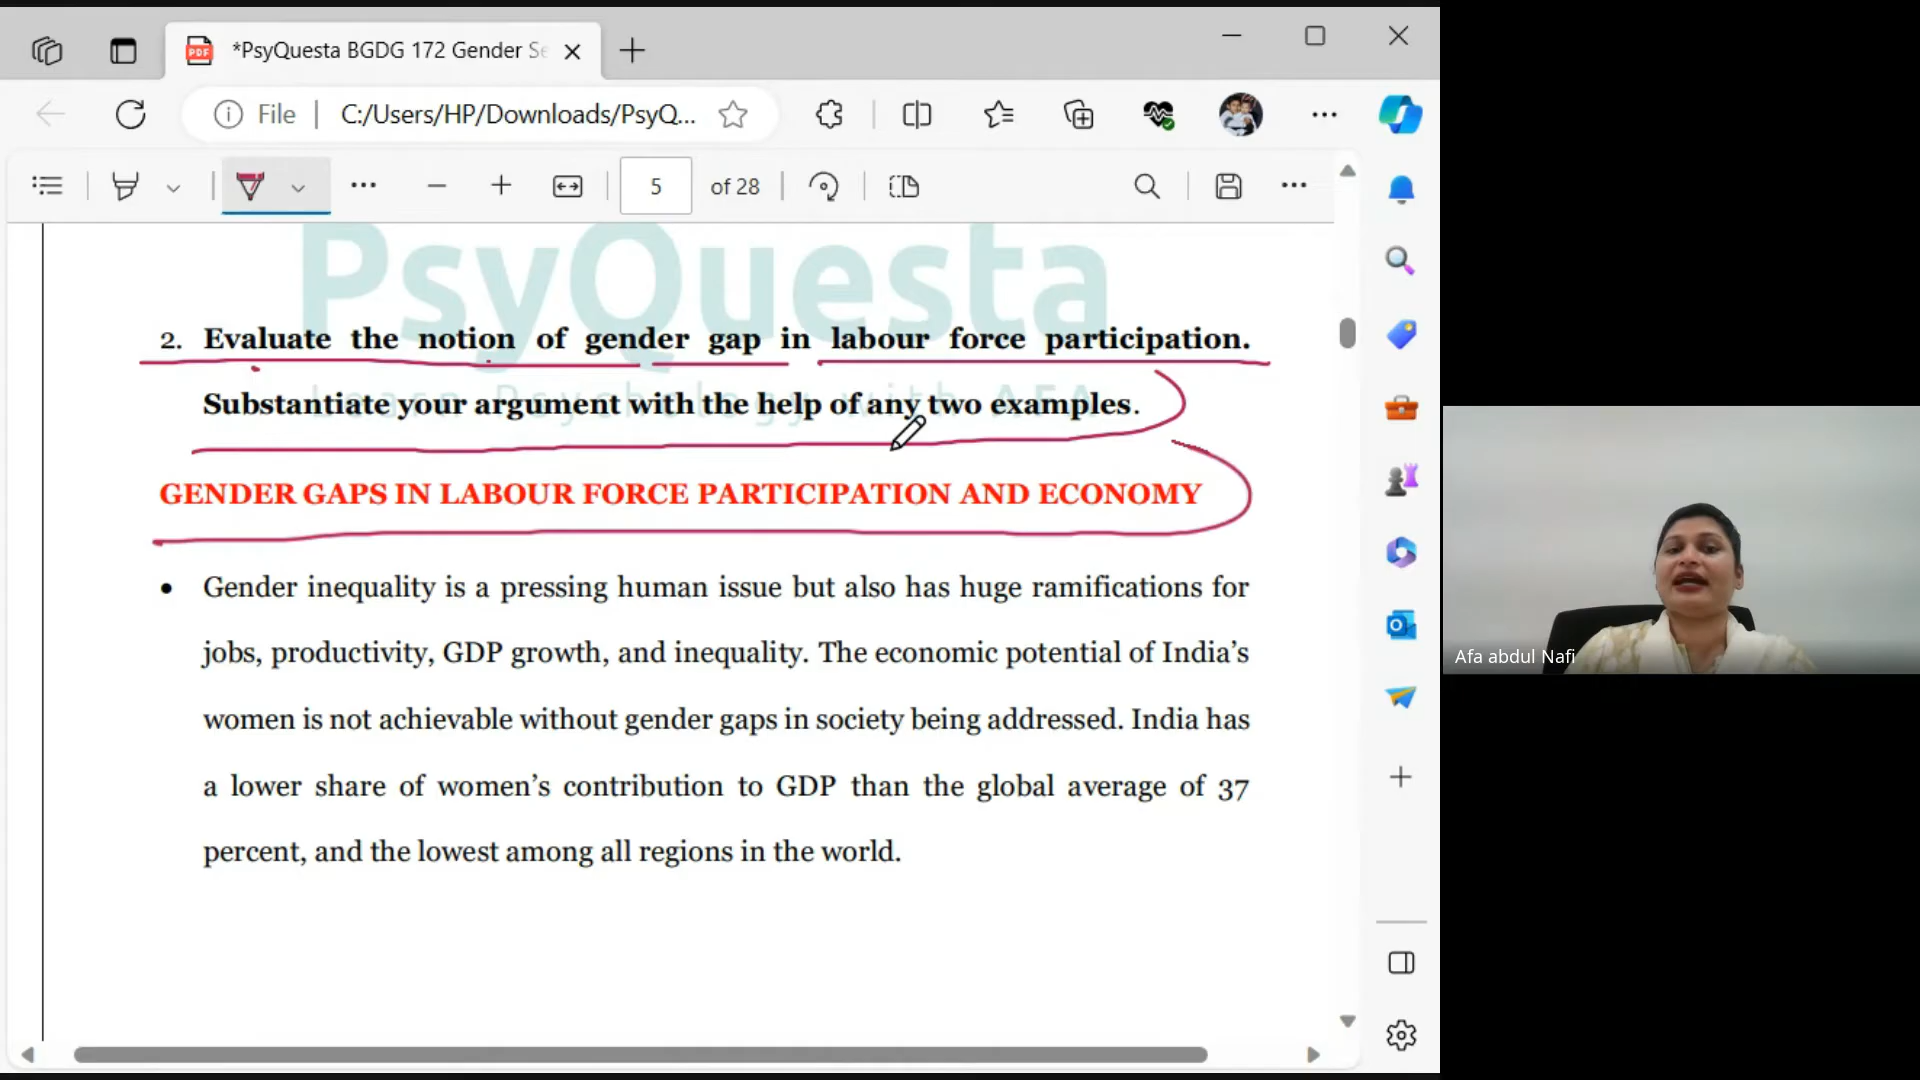 *PsyQuesta BGDG 172 Gender Se
File
C:/Users/HP/Downloads/PsyQ...
5 of 28
PsyQuesta
Learn Psychology with AFA
2. Evaluate the notion of gender gap in labour force participation.
Substantiate your argument with the help of any two examples.
GENDER GAPS IN LABOUR FORCE PARTICIPATION AND ECONOMY
• Gender inequality is a pressing human issue but also has huge ramifications for
jobs, productivity, GDP growth, and inequality. The economic potential of India’s
women is not achievable without gender gaps in society being addressed. India has
a lower share of women’s contribution to GDP than the global average of 37
percent, and the lowest among all regions in the world.
Afa abdul Nafi